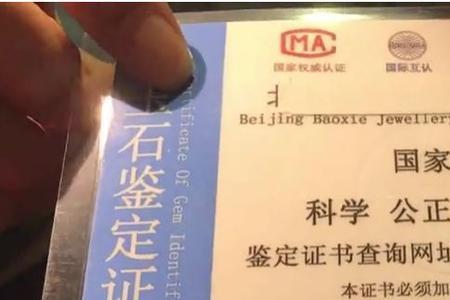 石鉴定证
Of Gem Identif
CMA
国家权威认证
国际互认
Beijing Baoxie Jewellery
国家
科学 公正
鉴定证书查询网址
本证书必须加